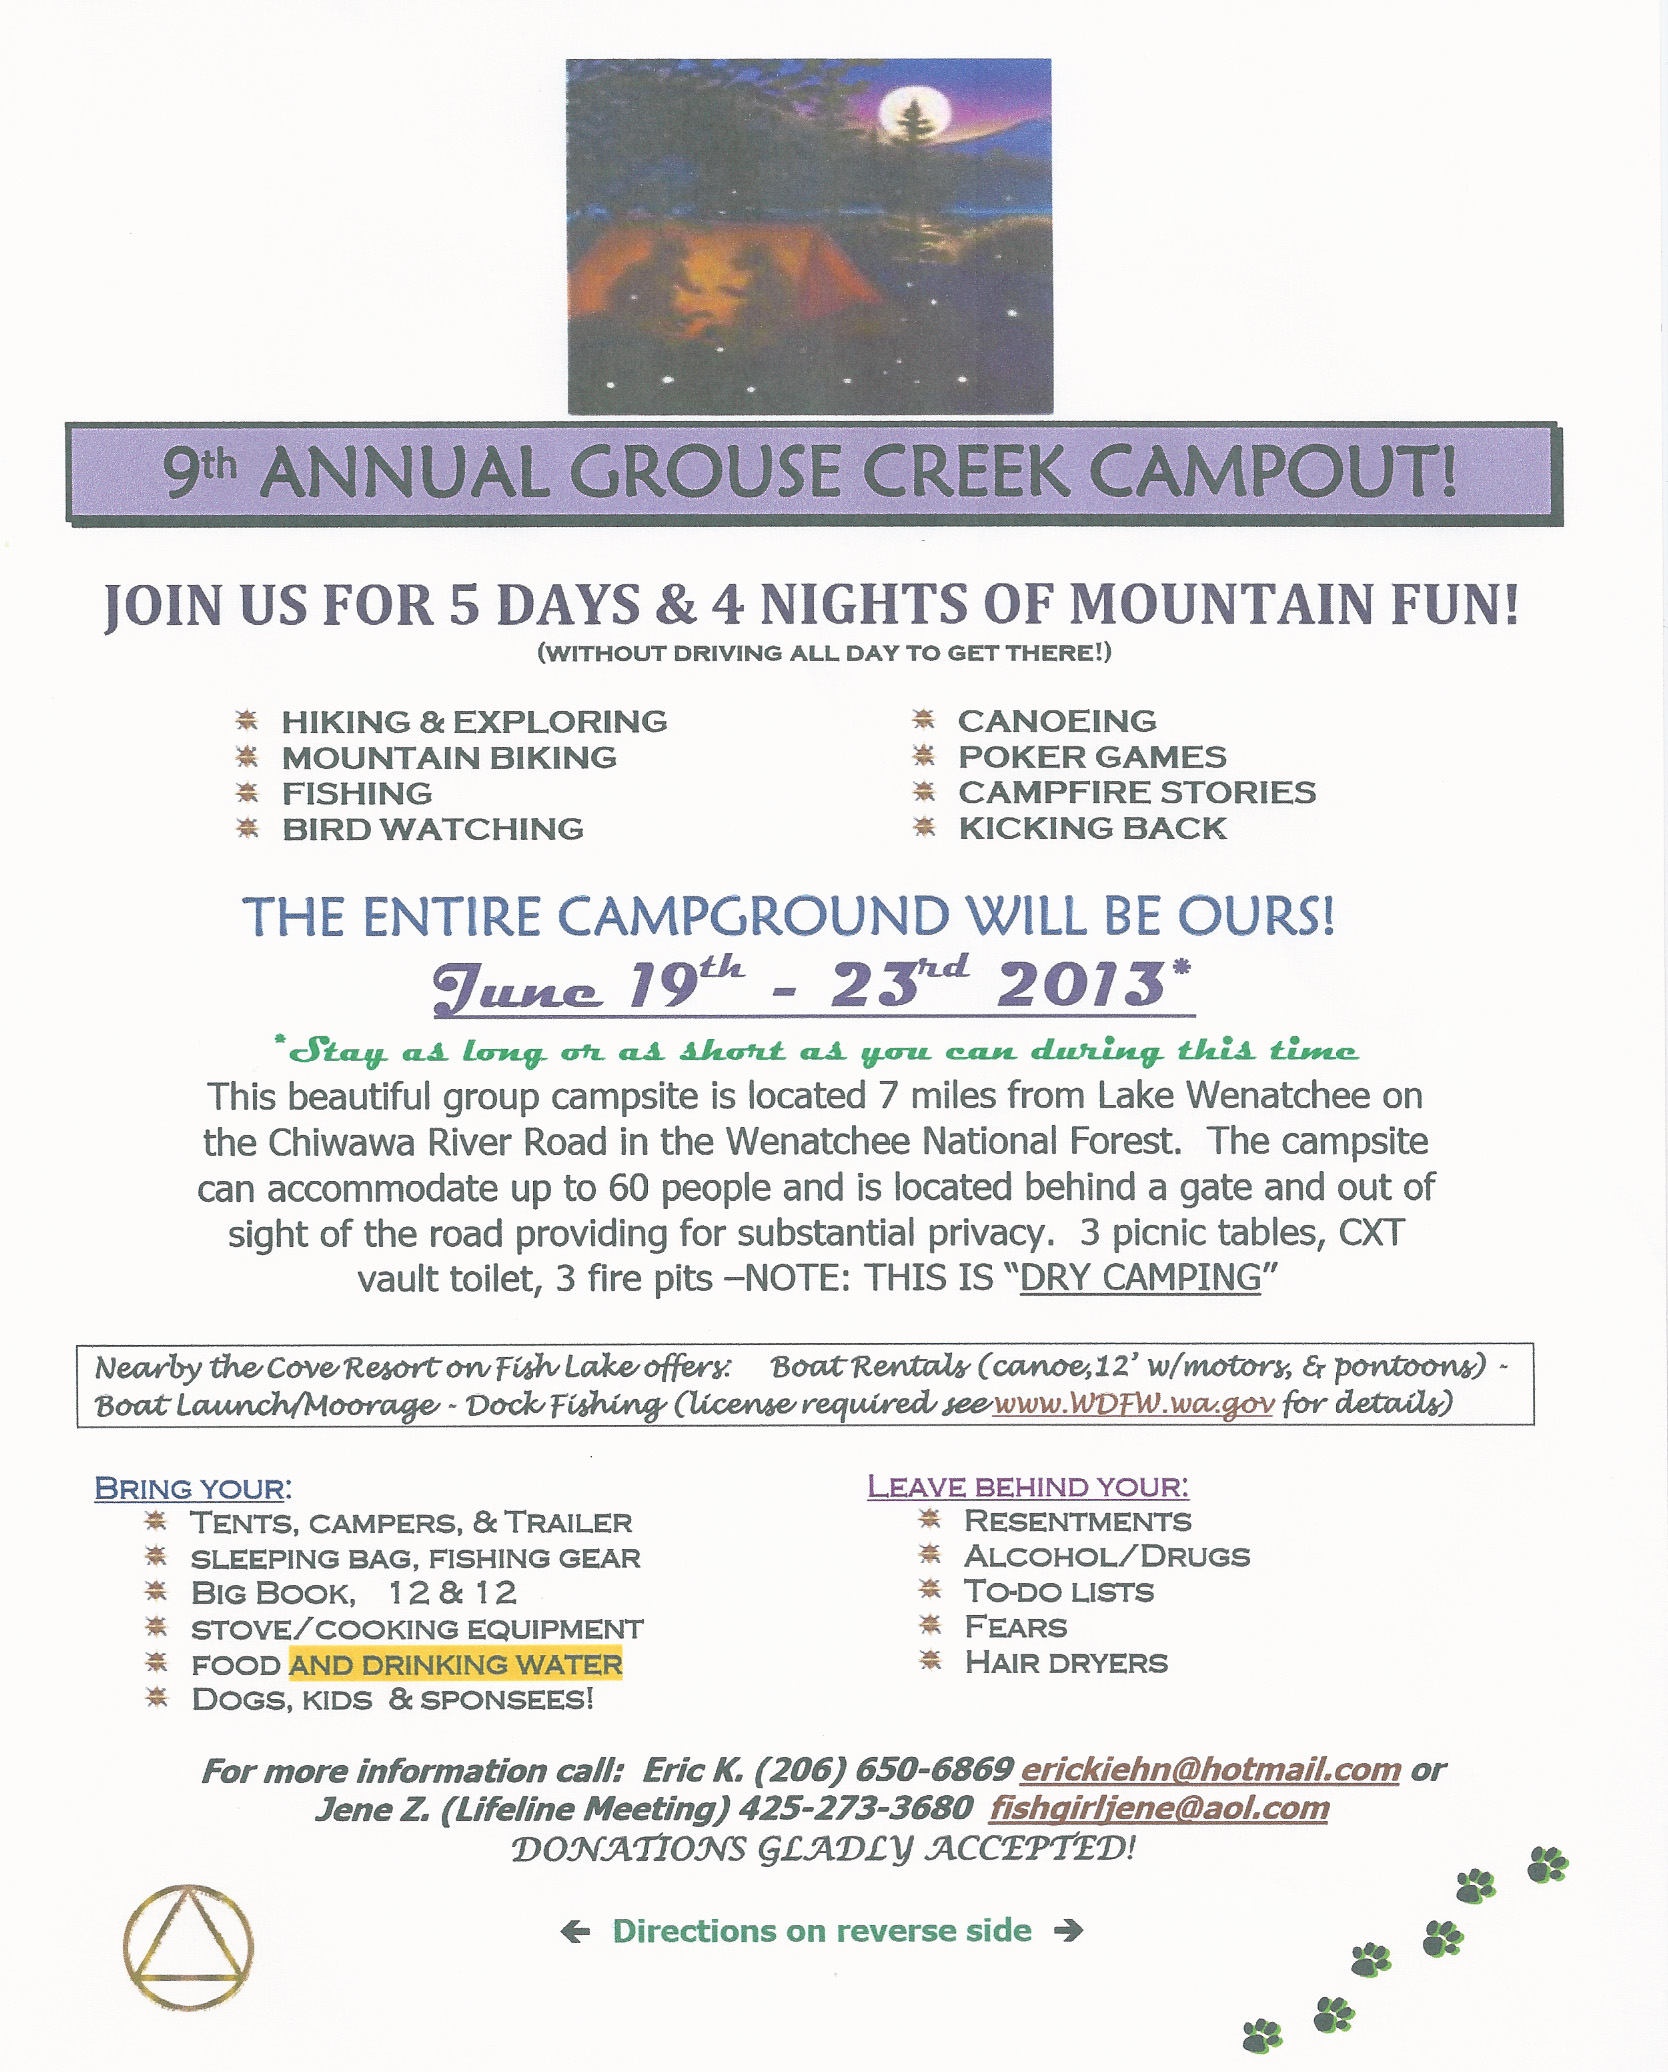 9th ANNUAL GROUSE CREEK CAMPOUT!
JOIN US FOR 5 DAYS & 4 NIGHTS OF MOUNTAIN FUN!
(WITHOUT DRIVING ALL DAY TO GET THERE!)
HIKING & EXPLORING
MOUNTAIN BIKING
FISHING
BIRD WATCHING
CANOEING
POKER GAMES
CAMPFIRE STORIES
KICKING BACK
THE ENTIRE CAMPGROUND WILL BE OURS!
June 19th - 23rd 2013*
*Stay as long or as short as you can during this time
This beautiful group campsite is located 7 miles from Lake Wenatchee on
the Chiwawa River Road in the Wenatchee National Forest.  The campsite
can accommodate up to 60 people and is located behind a gate and out of
sight of the road providing for substantial privacy.  3 picnic tables, CXT
vault toilet, 3 fire pits –NOTE: THIS IS “DRY CAMPING”
Nearby the Cove Resort on Fish Lake offers:    Boat Rentals (canoe,12’ w/motors, & pontoons) -
Boat Launch/Moorage - Dock Fishing (license required see www.WDFW.wa.gov for details)
BRING YOUR:
TENTS, CAMPERS, & TRAILER
SLEEPING BAG, FISHING GEAR
BIG BOOK,   12 & 12
STOVE/COOKING EQUIPMENT
FOOD AND DRINKING WATER
DOGS, KIDS  & SPONSEES!
LEAVE BEHIND YOUR:
RESENTMENTS
ALCOHOL/DRUGS
TO-DO LISTS
FEARS
HAIR DRYERS
For more information call:  Eric K. (206) 650-6869 erickiehn@hotmail.com or
Jene Z. (Lifeline Meeting) 425-273-3680  fishgirljene@aol.com
DONATIONS GLADLY ACCEPTED!
← Directions on reverse side →